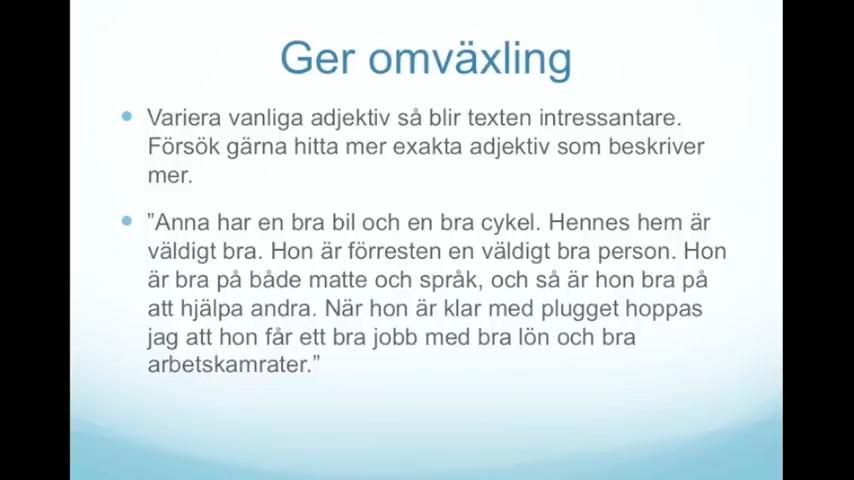 Ger omväxling
Variera vanliga adjektiv så blir texten intressantare.
Försök gärna hitta mer exakta adjektiv som beskriver
mer.
”Anna har en bra bil och en bra cykel. Hennes hem är
väldigt bra. Hon är förresten en väldigt bra person. Hon
är bra på både matte och språk, och så är hon bra på
att hjälpa andra. När hon är klar med plugget hoppas
jag att hon får ett bra jobb med bra lön och bra
arbetskamrater.”